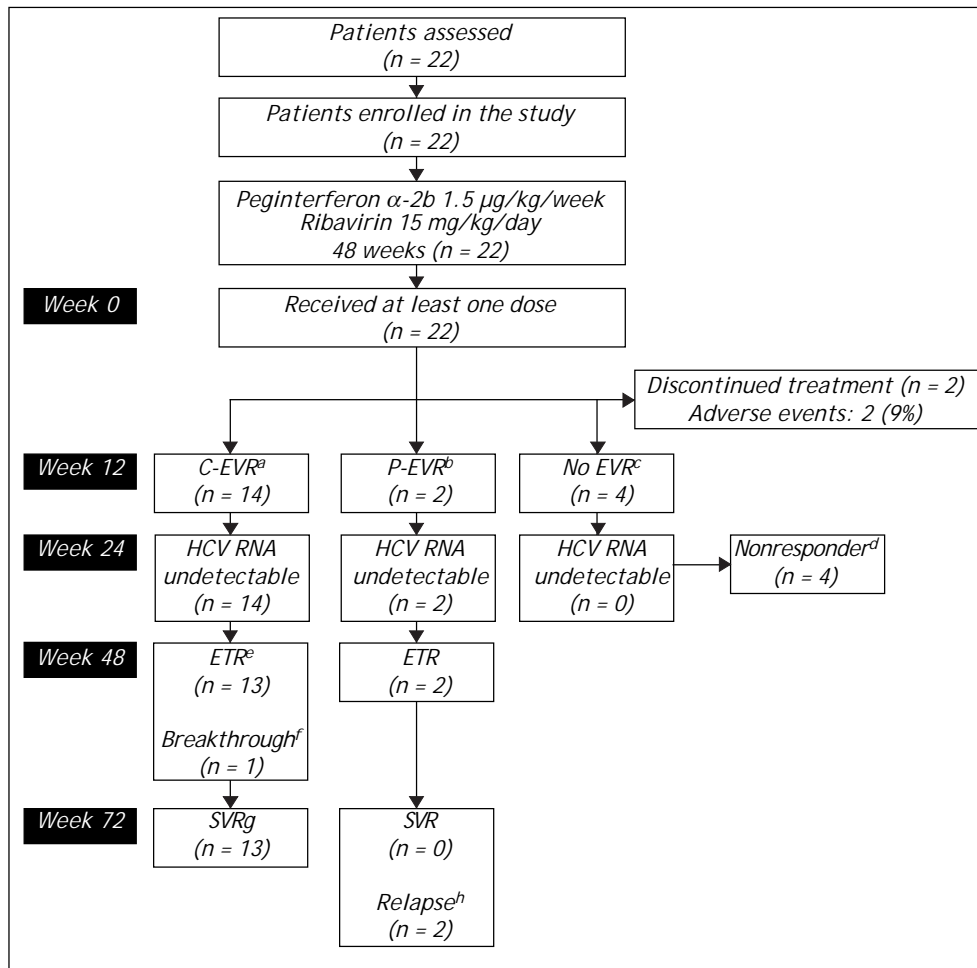 Patients assessed
(n = 22)
Patients enrolled in the study
(n = 22)
Peginterferon α-2b 1.5 µg/kg/week
Ribavirin 15 mg/kg/day
48 weeks (n = 22)
Week 0
Received at least one dose
(n = 22)
Discontinued treatment (n = 2)
Adverse events: 2 (9%)
Week 12
C-EVRᵃ
(n = 14)
P-EVRᵇ
(n = 2)
No EVRᶜ
(n = 4)
Week 24
HCV RNA
undetectable
(n = 14)
HCV RNA
undetectable
(n = 2)
HCV RNA
undetectable
(n = 0)
Nonresponderᵈ
(n = 4)
Week 48
ETRᵉ
(n = 13)
Breakthroughᶠ
(n = 1)
ETR
(n = 2)
Week 72
SVRg
(n = 13)
SVR
(n = 0)
Relapseʰ
(n = 2)